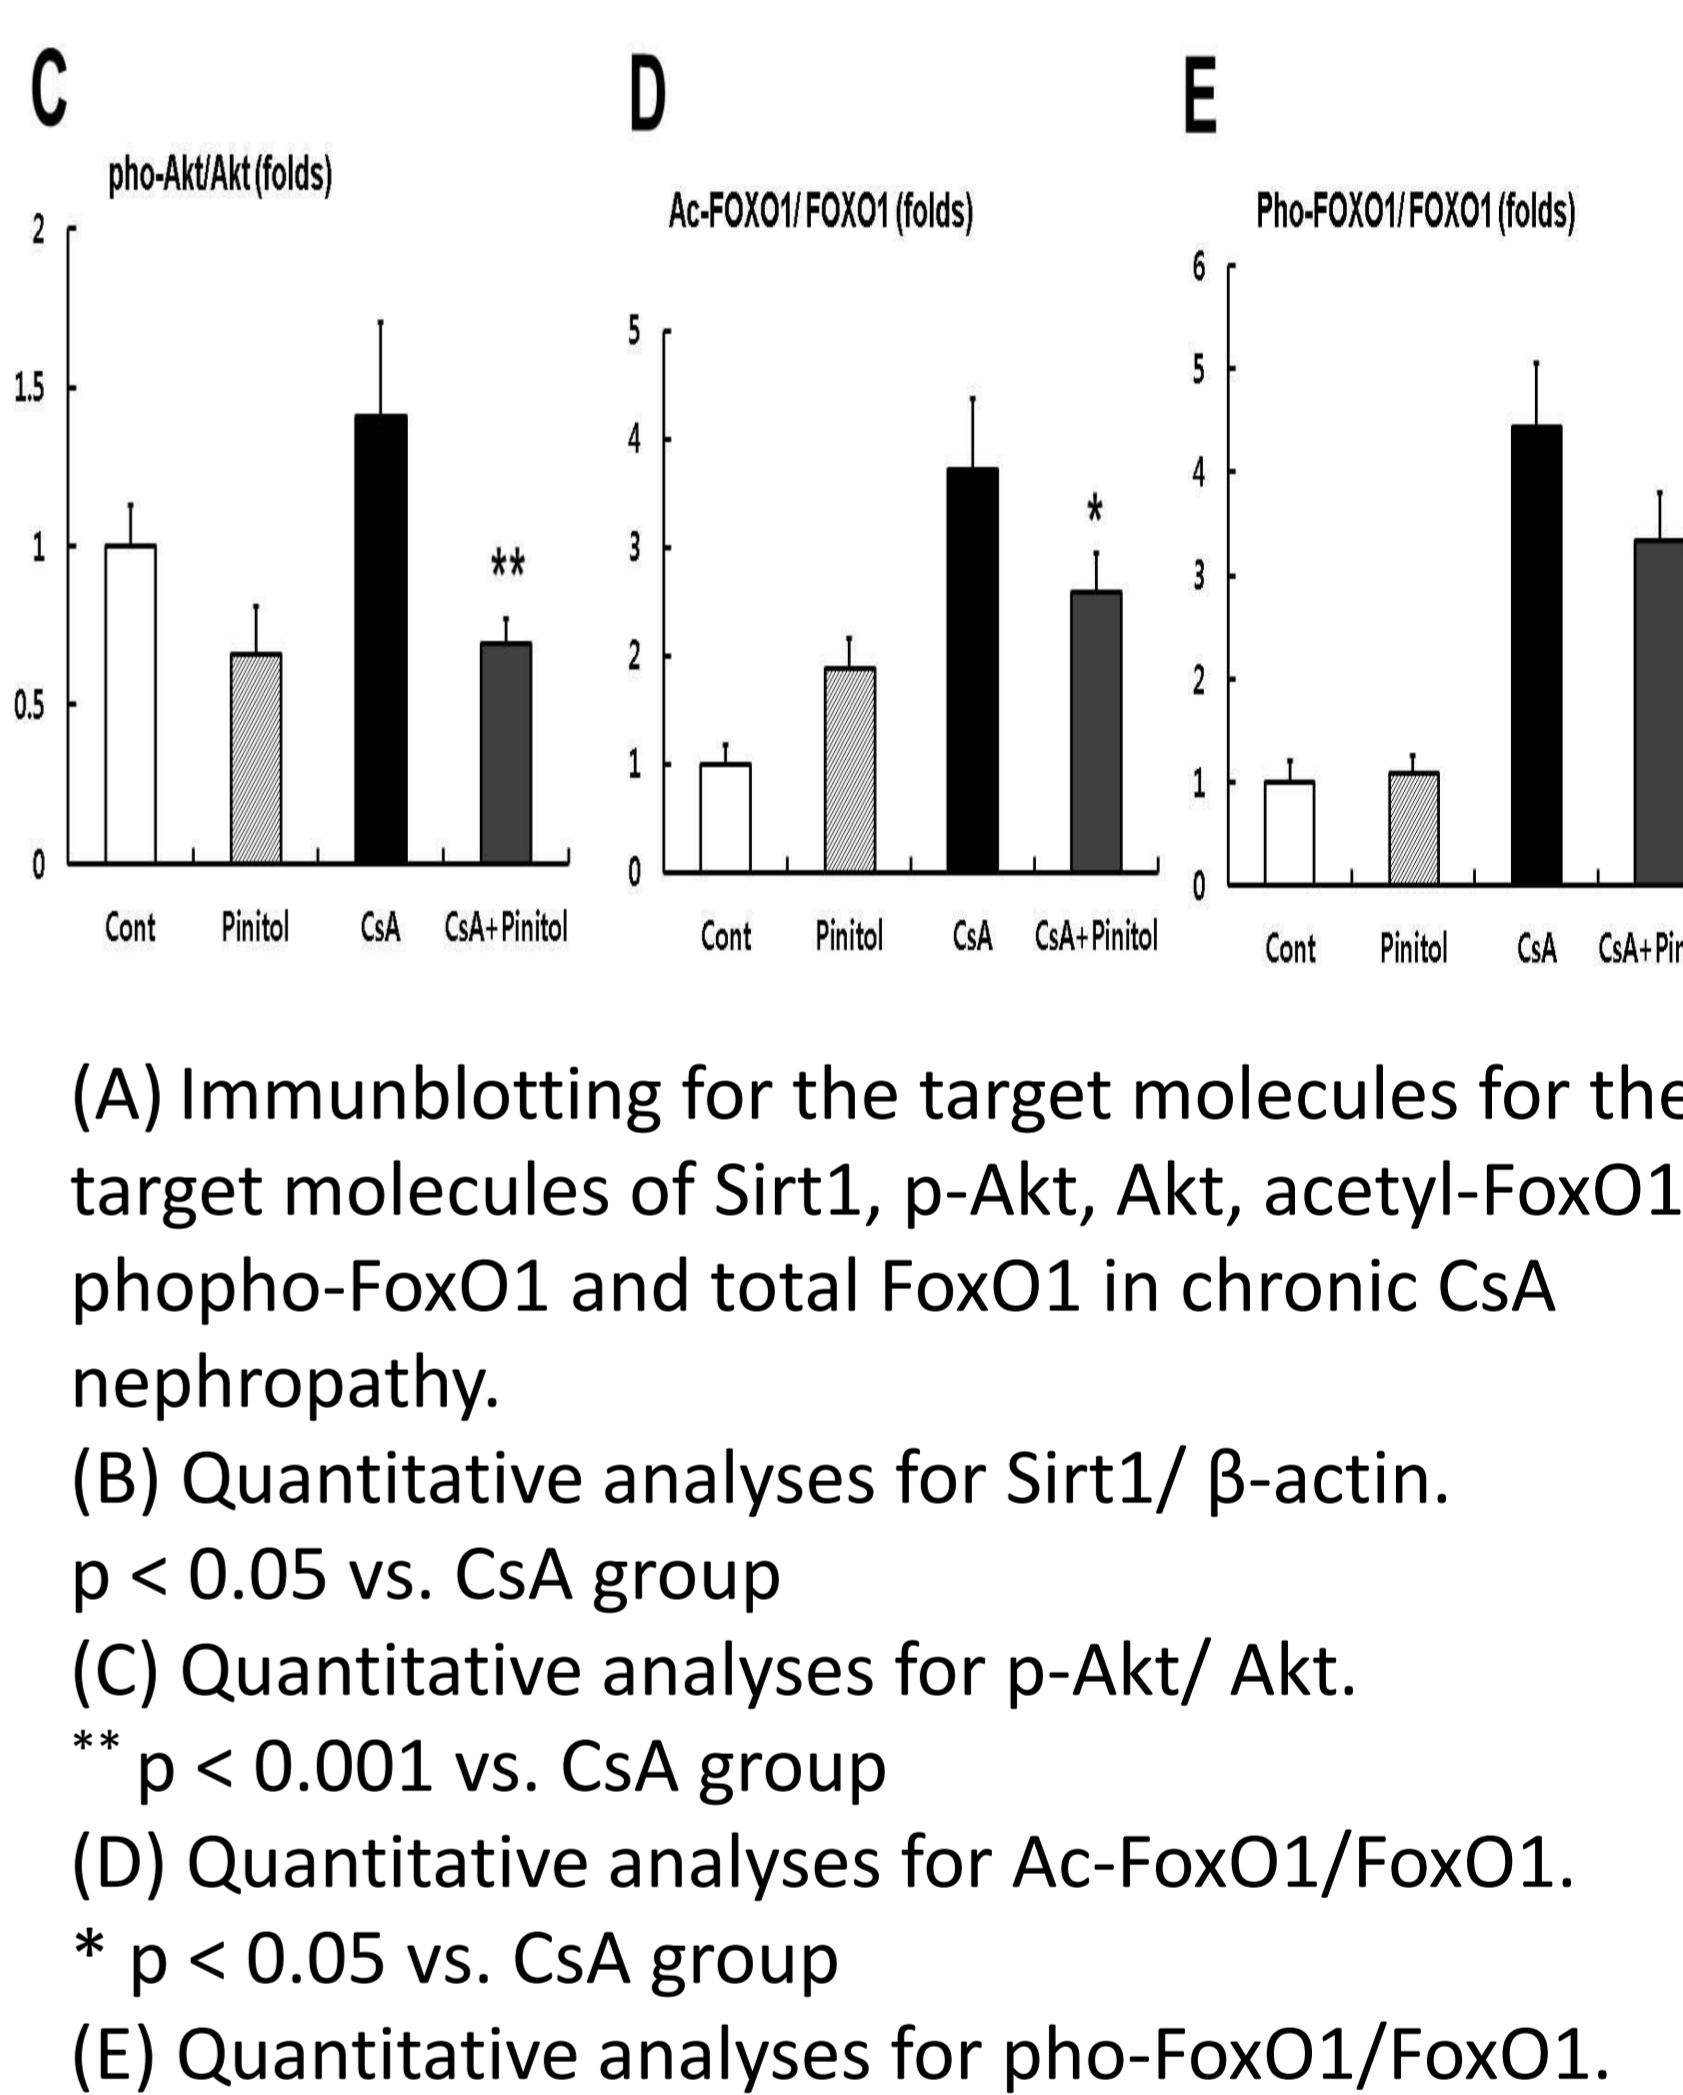 C
D
E
pho-Akt/Akt (folds)
Ac-FOXO1/ FOXO1 (folds)
Pho-FOXO1/ FOXO1 (folds)
2
1.5
1
0.5
0
**
Cont Pinitol CsA CsA+Pinitol
5
4
3
2
1
0
*
Cont Pinitol CsA CsA+Pinitol
6
5
4
3
2
1
0
Cont Pinitol CsA CsA+Pin
(A) Immunblotting for the target molecules for the
target molecules of Sirt1, p-Akt, Akt, acetyl-FoxO1
phopho-FoxO1 and total FoxO1 in chronic CsA
nephropathy.
(B) Quantitative analyses for Sirt1/ β-actin.
p < 0.05 vs. CsA group
(C) Quantitative analyses for p-Akt/ Akt.
** p < 0.001 vs. CsA group
(D) Quantitative analyses for Ac-FoxO1/FoxO1.
* p < 0.05 vs. CsA group
(E) Quantitative analyses for pho-FoxO1/FoxO1.